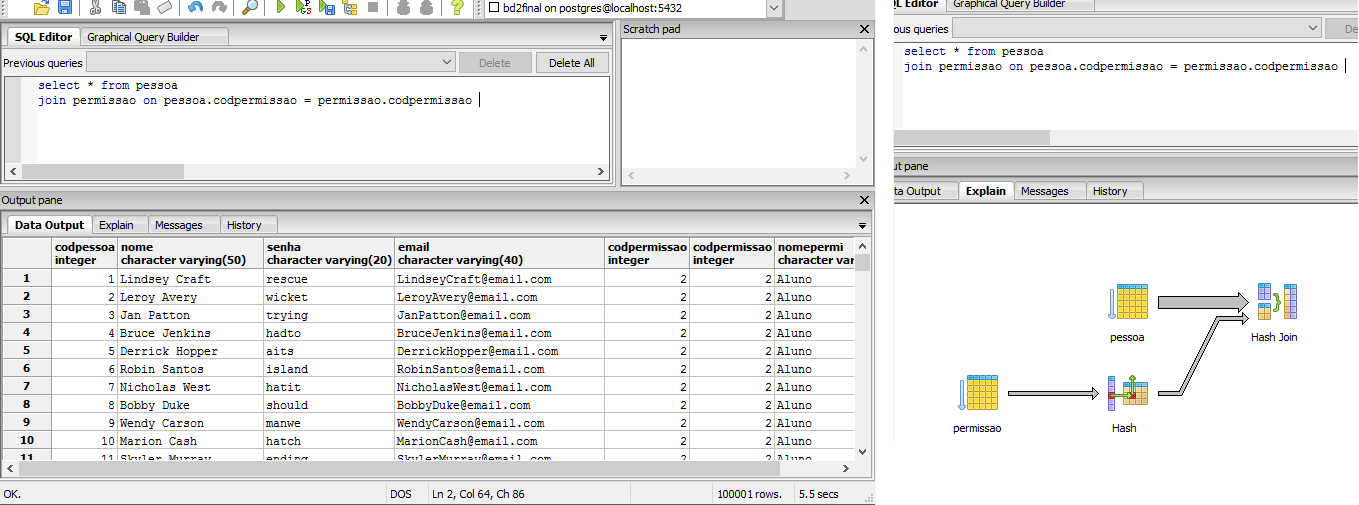 bd2final on postgres@localhost:5432
SQL Editor
Graphical Query Builder
Previous queries
Delete
Delete All
select * from pessoa
join permissao on pessoa.codpermissao = permissao.codpermissao
Scratch pad
Output pane
Data Output
Explain
Messages
History
codpessoa nome senha email codpermissao codpermissao nomepermi
integer character varying(50) character varying(20) character varying(40) integer integer character var
1 1 Lindsey Craft rescue LindseyCraft@email.com 2 2 Aluno
2 2 Leroy Avery wicket LeroyAvery@email.com 2 2 Aluno
3 3 Jan Patton trying JanPatton@email.com 2 2 Aluno
4 4 Bruce Jenkins hadto BruceJenkins@email.com 2 2 Aluno
5 5 Derrick Hopper aits DerrickHopper@email.com 2 2 Aluno
6 6 Robin Santos island RobinSantos@email.com 2 2 Aluno
7 7 Nicholas West hatit NicholasWest@email.com 2 2 Aluno
8 8 Bobby Duke should BobbyDuke@email.com 2 2 Aluno
9 9 Wendy Carson manwe WendyCarson@email.com 2 2 Aluno
10 10 Marion Cash hatch MarionCash@email.com 2 2 Aluno
11 11 Skyler Murray ending SkylerMurray@email.com 2 2 Aluno
OK.
DOS
Ln 2, Col 64, Ch 86
100001 rows.
5.5 secs
QL Editor
Graphical Query Builder
ous queries
De
select * from pessoa
join permissao on pessoa.codpermissao = permissao.codpermissao
ut pane
ata Output
Explain
Messages
History
pessoa
Hash Join
permissao
Hash